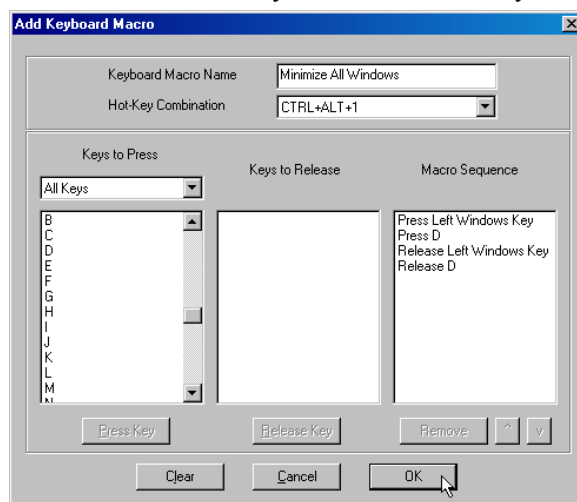 Add Keyboard Macro
Keyboard Macro Name
Minimize All Windows
Hot-Key Combination
CTRL+ALT+1
Keys to Press
All Keys
B
C
D
E
F
G
H
I
J
K
L
M
Press Key
Keys to Release
Release Key
Macro Sequence
Press Left Windows Key
Press D
Release Left Windows Key
Release D
Remove
^
v
Clear
Cancel
OK